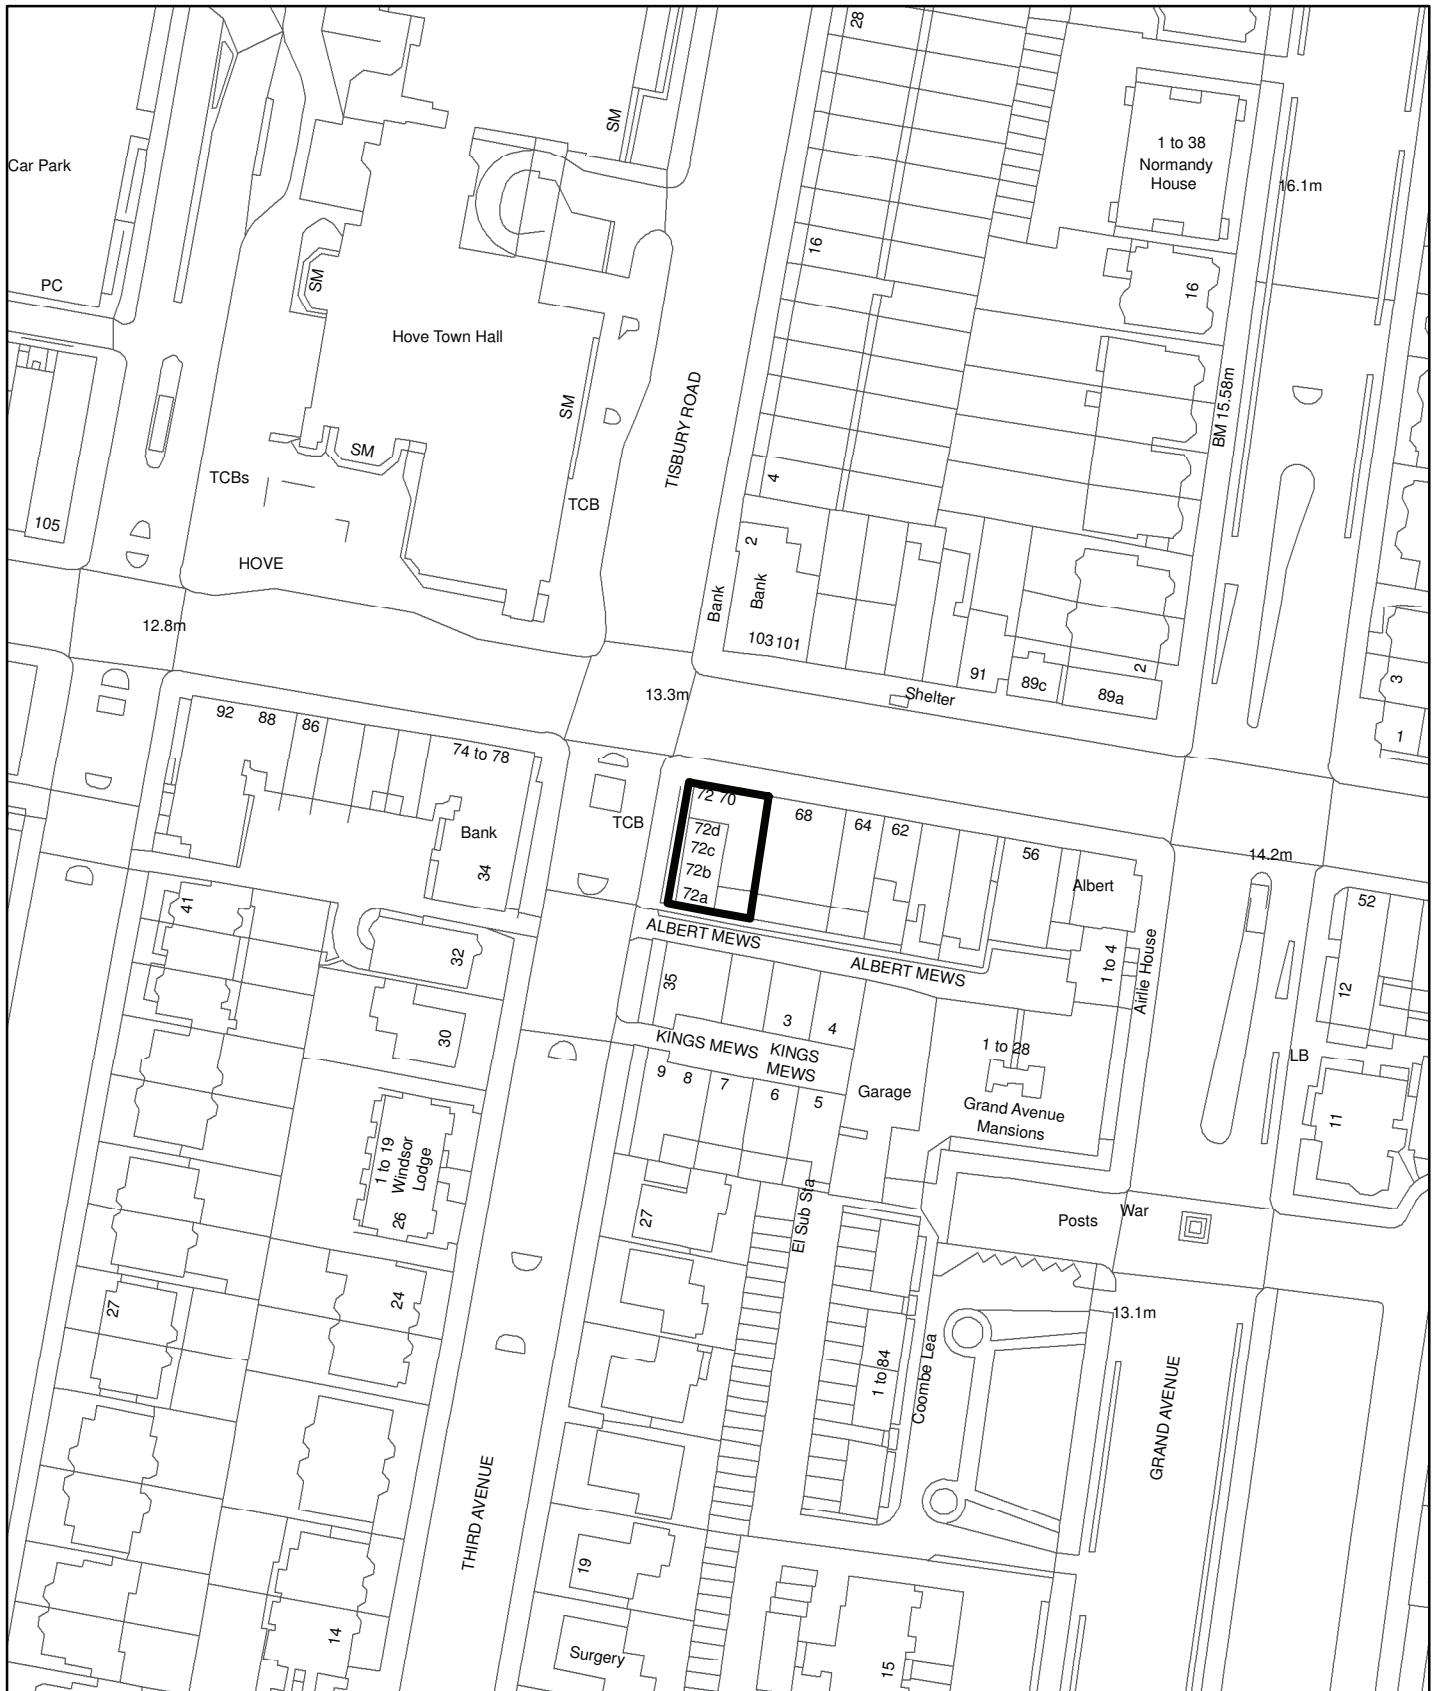 28
SM
1 to 38
Normandy
House
Car Park
16.1m
16
SM
PC
16
Hove Town Hall
TISBURY ROAD
SM
BM 15.58m
SM
TCBs
4
TCB
105
2
HOVE
Bank
Bank
12.8m
103 101
91
89c
2
89a
3
Shelter
13.3m
1
92
88
86
74 to 78
72 70
68
64
62
56
TCB
72d
72c
72b
72a
Bank
34
14.2m
Albert
52
41
ALBERT MEWS
ALBERT MEWS
32
35
1 to 4
Airlie House
12
30
3
4
KINGS MEWS
KINGS
MEWS
1 to 28
LB
9
8
7
6
5
Garage
Grand Avenue
Mansions
11
1 to 19
Windsor
Lodge
26
27
El Sub Sta
Posts
War
27
24
13.1m
1 to 84
Coombe Lea
GRAND AVENUE
THIRD AVENUE
19
14
Surgery
15